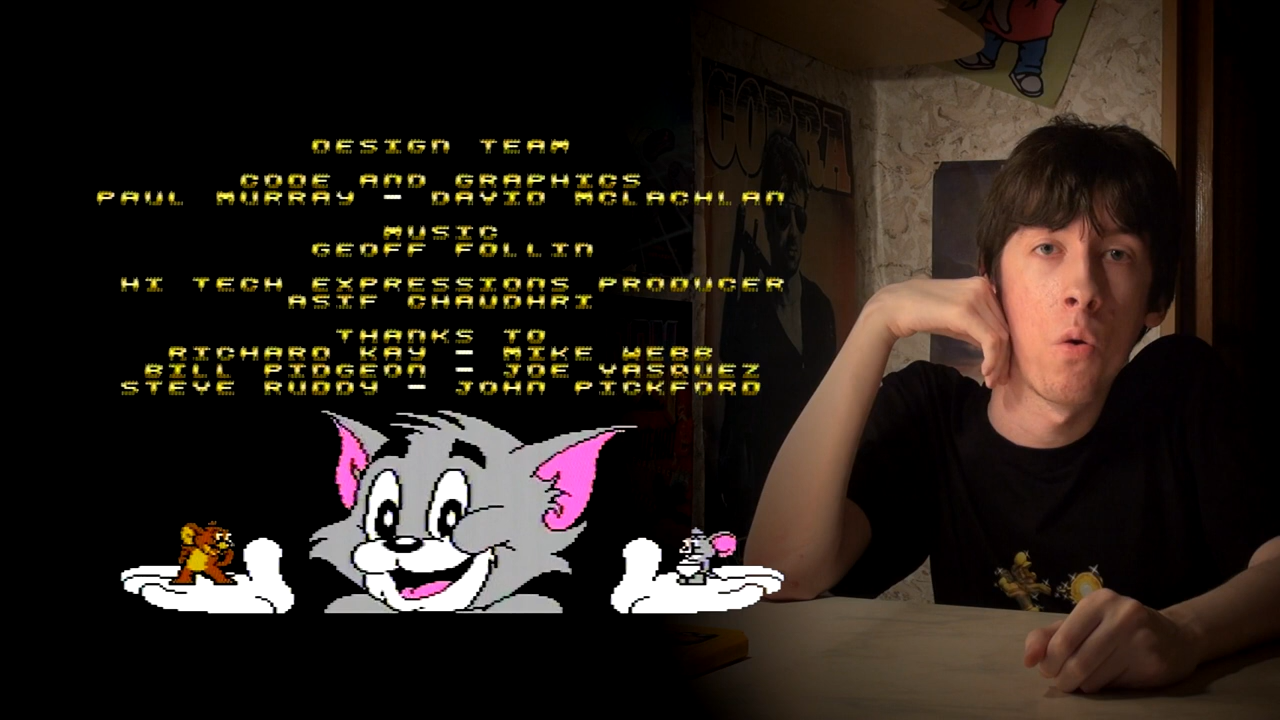 DESIGN TEAM
CODE AND GRAPHICS
PAUL MURRAY - DAVID MCLACHLAN
MUSIC
GEOFF FOLLIN
HI TECH EXPRESSIONS PRODUCER
ASIF CHAUDHRI
THANKS TO
RICHARD KAY - MIKE WEBB
BILL PIDGEON - JOE VASQUEZ
STEVE RUDDY - JOHN PICKFORD
COBRA